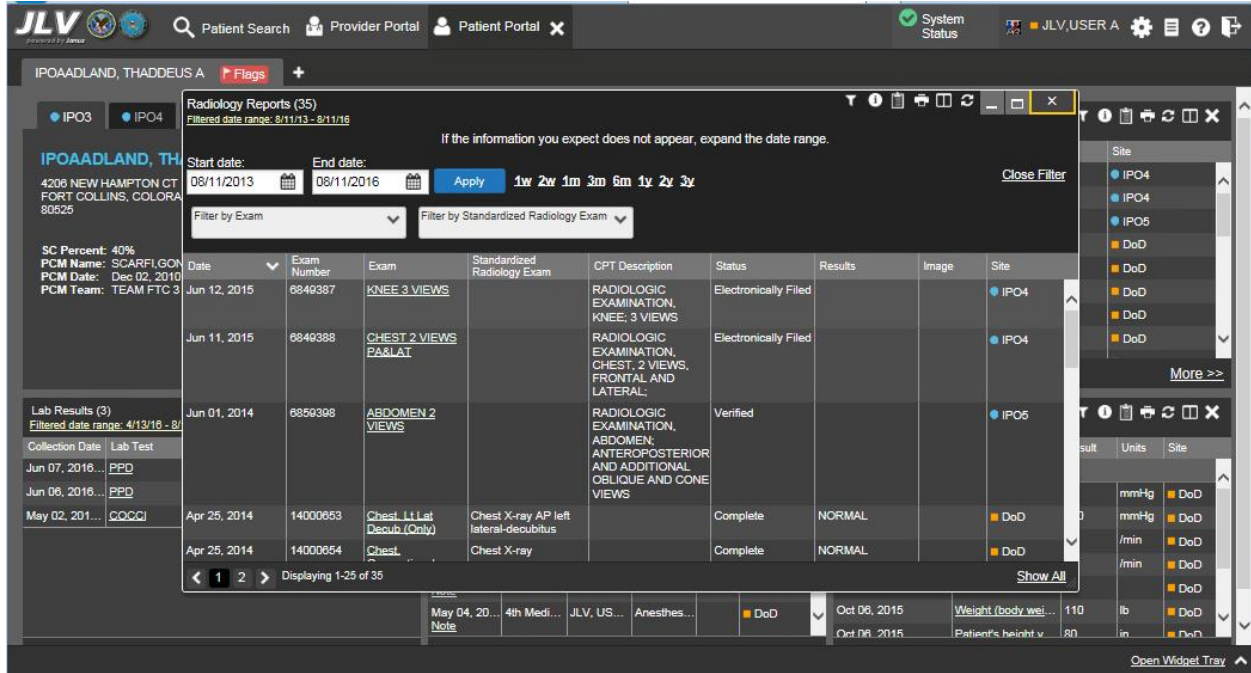 JLV
powered by Janus
Patient Search
Provider Portal
Patient Portal
System
Status
JLV,USER A
IPOAADLAND, THADDEUS A
Flags
+
IPO3
IPO4
IPOAADLAND, TH
4206 NEW HAMPTON CT
FORT COLLINS, COLORA
80525
SC Percent: 40%
PCM Name: SCARFI,GON
PCM Date: Dec 02, 2010
PCM Team: TEAM FTC 3
Radiology Reports (35)
Filtered date range: 8/11/13 - 8/11/16
If the information you expect does not appear, expand the date range.
Start date:
End date:
08/11/2013
08/11/2016
Apply
1w 2w 1m 3m 6m 1y 2y 3y
Close Filter
Filter by Exam
Filter by Standardized Radiology Exam
Date
Exam
Number
Exam
Standardized
Radiology Exam
CPT Description
Status
Results
Image
Site
Jun 12, 2015
6849387
KNEE 3 VIEWS
RADIOLOGIC
EXAMINATION,
KNEE; 3 VIEWS
Electronically Filed
IPO4
Jun 11, 2015
6849388
CHEST 2 VIEWS
PA&LAT
RADIOLOGIC
EXAMINATION,
CHEST, 2 VIEWS,
FRONTAL AND
LATERAL;
Electronically Filed
IPO4
Jun 01, 2014
6859398
ABDOMEN 2
VIEWS
RADIOLOGIC
EXAMINATION,
ABDOMEN;
ANTEROPOSTERIOR
AND ADDITIONAL
OBLIQUE AND CONE
VIEWS
Verified
IPO5
Apr 25, 2014
14000653
Chest, Lt Lat
Decub (Only)
Chest X-ray AP left
lateral-decubitus
Complete
NORMAL
DoD
Apr 25, 2014
14000654
Chest,
Chest X-ray
Complete
NORMAL
DoD
1 2
Displaying 1-25 of 35
Show All
Site
IPO4
IPO4
IPO5
DoD
DoD
DoD
DoD
DoD
More >>
Lab Results (3)
Filtered date range: 4/13/16 - 8/
Collection Date
Lab Test
Jun 07, 2016...
PPD
Jun 06, 2016...
PPD
May 02, 201...
COCCI
Note
May 04, 20...
4th Medi...
JLV, US...
Anesthes...
DoD
Note
sult
Units
Site
mmHg
DoD
mmHg
DoD
/min
DoD
/min
DoD
DoD
Oct 06, 2015
Weight (body wei...
110
lb
DoD
Oct 06, 2015
Patient's height v
80
in
DoD
Open Widget Tray